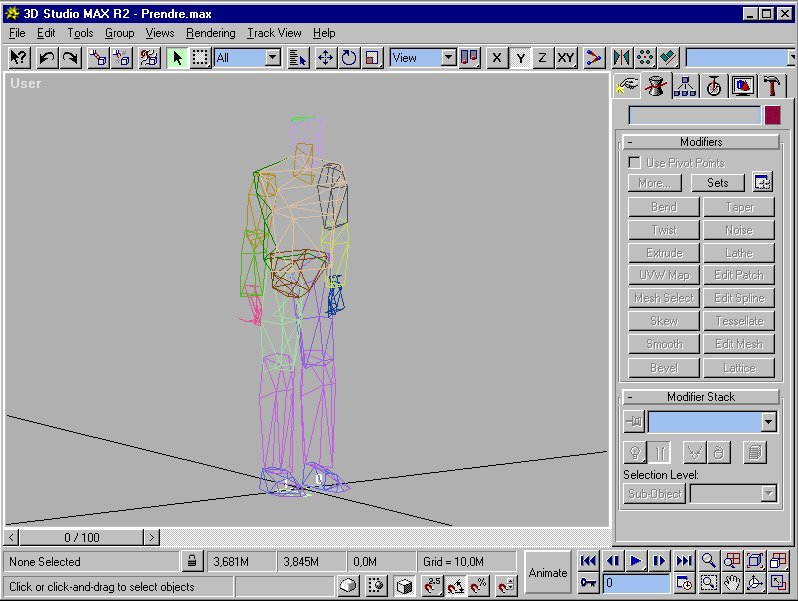 3D Studio MAX R2 - Prendre.max
File Edit Tools Group Views Rendering Track View Help
All View X Y Z XY
User
Modifiers
Use Pivot Points
More... Sets
Bend Taper
Twist Noise
Extrude Lathe
UVW Map Edit Patch
Mesh Select Edit Spline
Skew Tessellate
Smooth Edit Mesh
Bevel Lattice
Modifier Stack
Selection Level:
Sub-Object
0 / 100
None Selected 3,681M 3,845M 0,0M Grid = 10,0M
Animate
Click or click-and-drag to select objects 2.5 % 0